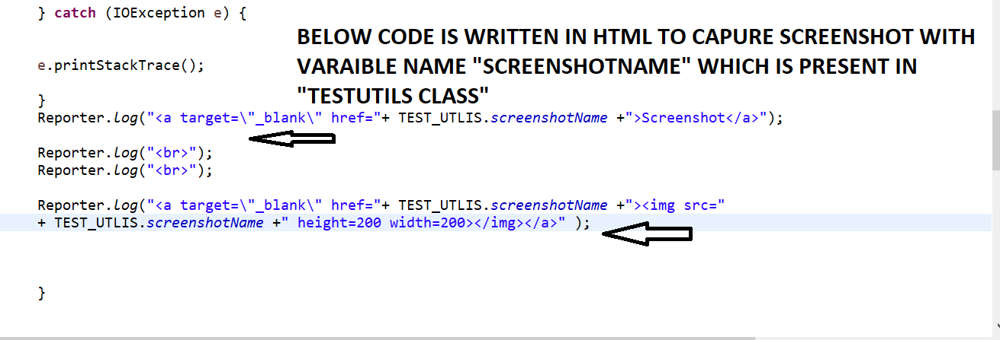 } catch (IOException e) {
BELOW CODE IS WRITTEN IN HTML TO CAPURE SCREENSHOT WITH
VARAIBLE NAME "SCREENSHOTNAME" WHICH IS PRESENT IN
"TESTUTILS CLASS"
e.printStackTrace();
}
Reporter.log("<a target=\"_blank\" href="+ TEST_UTLIS.screenshotName +">Screenshot</a>");
Reporter.log("<br>");
Reporter.log("<br>");
Reporter.log("<a target=\"_blank\" href="+ TEST_UTLIS.screenshotName +"><img src="
+ TEST_UTLIS.screenshotName +" height=200 width=200></img></a>" );
}